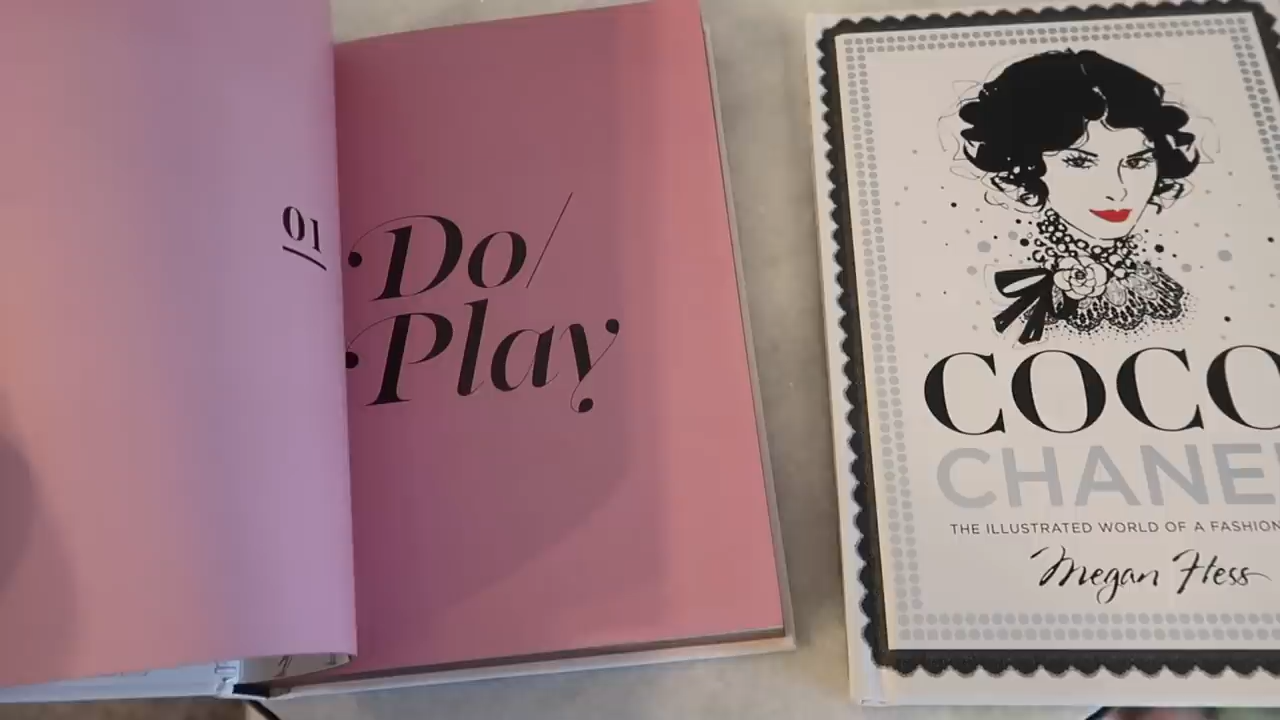 01
Do/
Play
COCO
CHANE
THE ILLUSTRATED WORLD OF A FASHION
Megan Hess